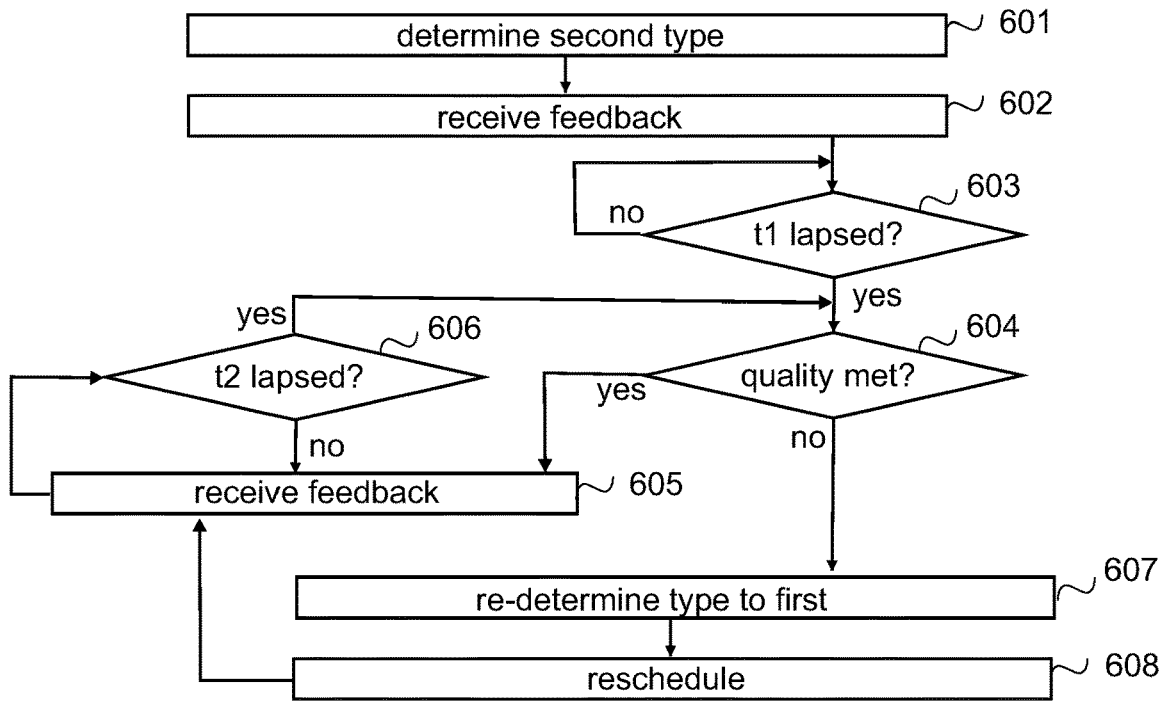 determine second type 601
receive feedback 602
603
no
t1 lapsed?
yes
yes
606
604
t2 lapsed?
quality met?
yes
no
no
receive feedback 605
607
re-determine type to first
reschedule 608